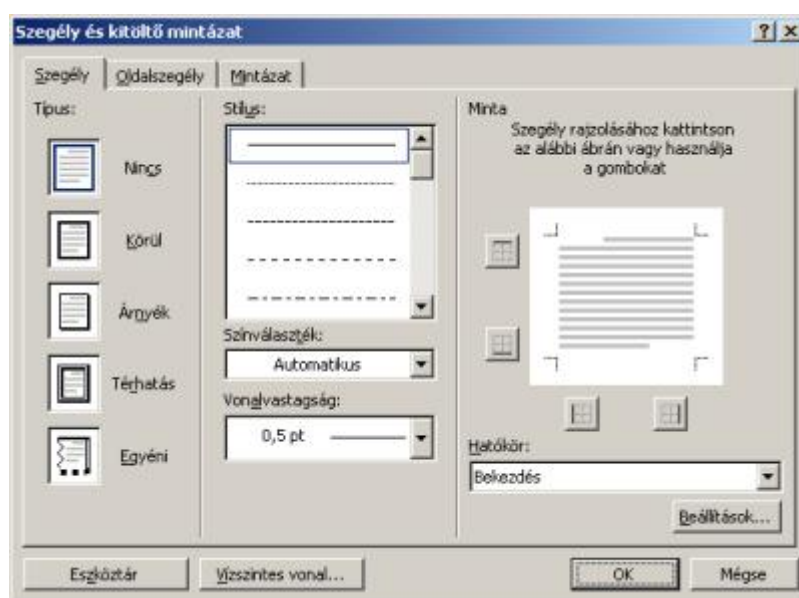 Szegély és kitöltő mintázat
Szegély
Oldalszegély
Mintázat
Típus:
Nincs
Körül
Árnyék
Térhatás
Egyéni
Stílus:
Színválaszték:
Automatikus
Vonalvastagság:
0,5 pt
Minta
Szegély rajzolásához kattintson
az alábbi ábrán vagy használja
a gombokat
Hatókör:
Bekezdés
Beállítások...
Eszköztár
Vízszintes vonal...
OK
Mégse